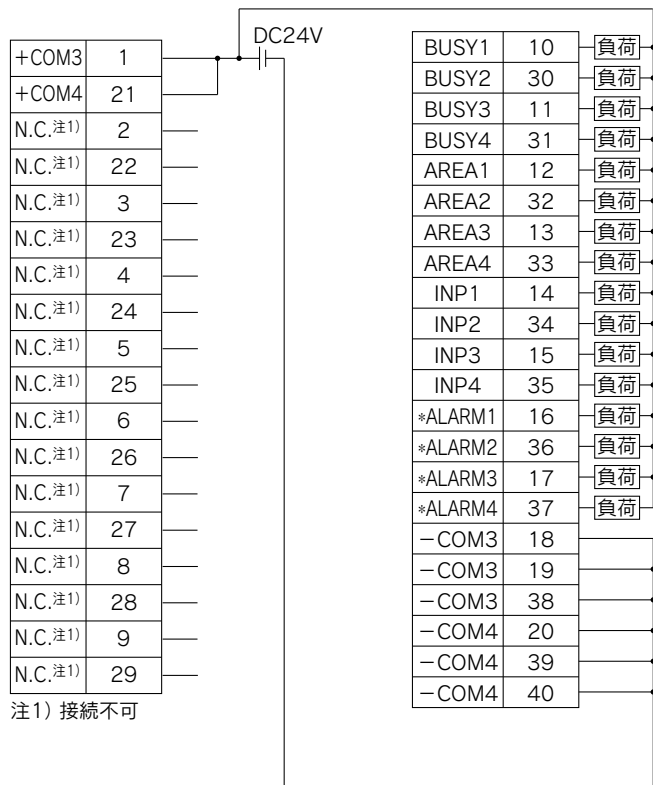 DC24V
+COM3 1
+COM4 21
N.C.注1) 2
N.C.注1) 22
N.C.注1) 3
N.C.注1) 23
N.C.注1) 4
N.C.注1) 24
N.C.注1) 5
N.C.注1) 25
N.C.注1) 6
N.C.注1) 26
N.C.注1) 7
N.C.注1) 27
N.C.注1) 8
N.C.注1) 28
N.C.注1) 9
N.C.注1) 29
注1) 接続不可
BUSY1 10 負荷
BUSY2 30 負荷
BUSY3 11 負荷
BUSY4 31 負荷
AREA1 12 負荷
AREA2 32 負荷
AREA3 13 負荷
AREA4 33 負荷
INP1 14 負荷
INP2 34 負荷
INP3 15 負荷
INP4 35 負荷
*ALARM1 16 負荷
*ALARM2 36 負荷
*ALARM3 17 負荷
*ALARM4 37 負荷
−COM3 18
−COM3 19
−COM3 38
−COM4 20
−COM4 39
−COM4 40